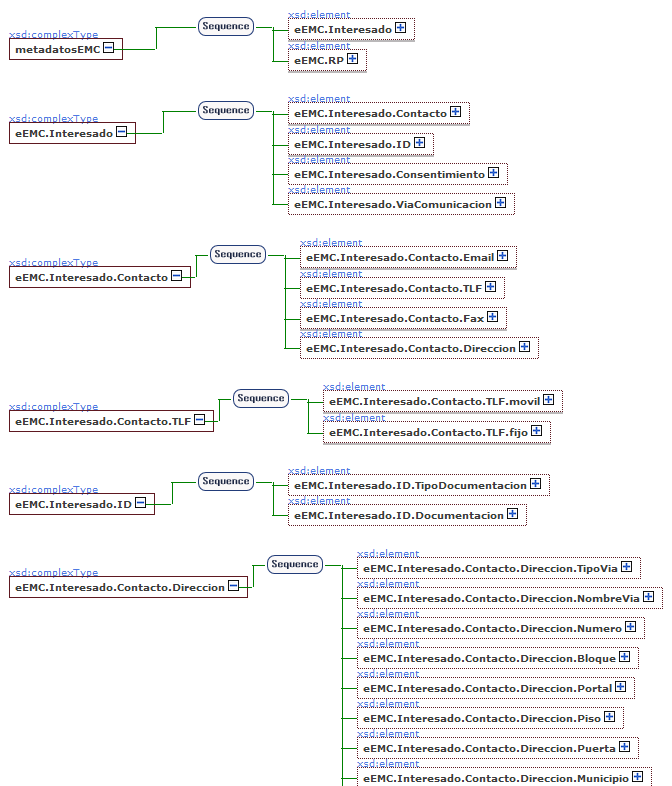 xsd:complexType
metadatosEMC
Sequence
xsd:element
eEMC.Interesado
xsd:element
eEMC.RP
xsd:complexType
eEMC.Interesado
Sequence
xsd:element
eEMC.Interesado.Contacto
xsd:element
eEMC.Interesado.ID
xsd:element
eEMC.Interesado.Consentimiento
xsd:element
eEMC.Interesado.ViaComunicacion
xsd:complexType
eEMC.Interesado.Contacto
Sequence
xsd:element
eEMC.Interesado.Contacto.Email
xsd:element
eEMC.Interesado.Contacto.TLF
xsd:element
eEMC.Interesado.Contacto.Fax
xsd:element
eEMC.Interesado.Contacto.Direccion
xsd:complexType
eEMC.Interesado.Contacto.TLF
Sequence
xsd:element
eEMC.Interesado.Contacto.TLF.movil
xsd:element
eEMC.Interesado.Contacto.TLF.fijo
xsd:complexType
eEMC.Interesado.ID
Sequence
xsd:element
eEMC.Interesado.ID.TipoDocumentacion
xsd:element
eEMC.Interesado.ID.Documentacion
xsd:complexType
eEMC.Interesado.Contacto.Direccion
Sequence
xsd:element
eEMC.Interesado.Contacto.Direccion.TipoVia
xsd:element
eEMC.Interesado.Contacto.Direccion.NombreVia
xsd:element
eEMC.Interesado.Contacto.Direccion.Numero
xsd:element
eEMC.Interesado.Contacto.Direccion.Bloque
xsd:element
eEMC.Interesado.Contacto.Direccion.Portal
xsd:element
eEMC.Interesado.Contacto.Direccion.Piso
xsd:element
eEMC.Interesado.Contacto.Direccion.Puerta
xsd:element
eEMC.Interesado.Contacto.Direccion.Municipio